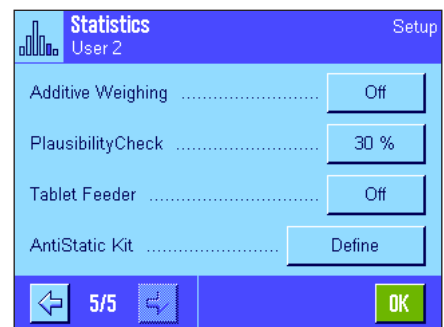 Statistics Setup
User 2
Additive Weighing ........................ Off
PlausibilityCheck ......................... 30 %
Tablet Feeder .............................. Off
AntiStatic Kit ....................... Define
5/5 OK